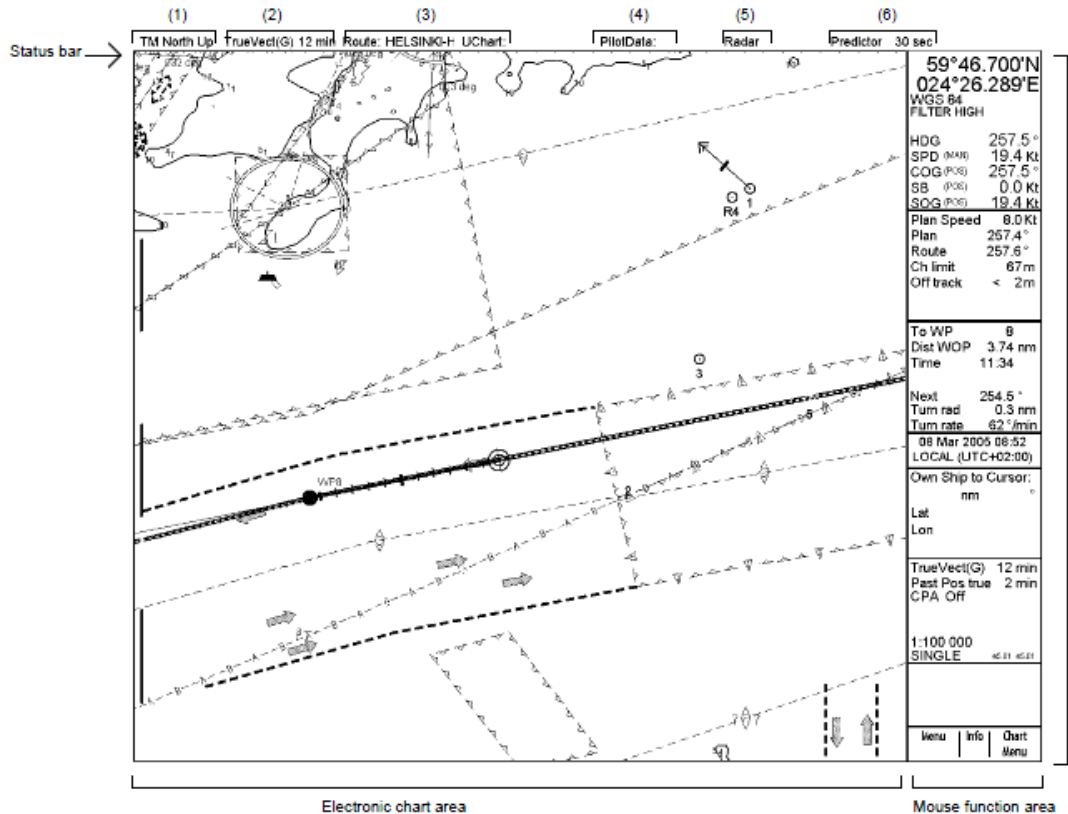 (1) (2) (3) (4) (5) (6)
Status bar
TM North Up TrueVect(G) 12 min Route: HELSINKI-H UChart: PilotData: Radar Predictor 30 sec
59°46.700'N
024°26.289'E
WGS 84
FILTER HIGH
HDG 257.5°
SPD (MAN) 19.4 Kt
COG (POS) 257.5°
SB (POS) 0.0 Kt
SOG (POS) 19.4 Kt
Plan Speed 8.0 Kt
Plan 257.4°
Route 257.6°
Ch limit 67 m
Off track < 2 m
To WP 8
Dist WOP 3.74 nm
Time 11:34
Next 254.5°
Turn rad 0.3 nm
Turn rate 62°/min
08 Mar 2005 08:52
LOCAL (UTC+02:00)
Own Ship to Cursor:
nm °
Lat
Lon
TrueVect(G) 12 min
Past Pos true 2 min
CPA Off
1:100 000
SINGLE
Menu Info Chart
Menu
R4 1
3
WP8
7 7
Electronic chart area Mouse function area